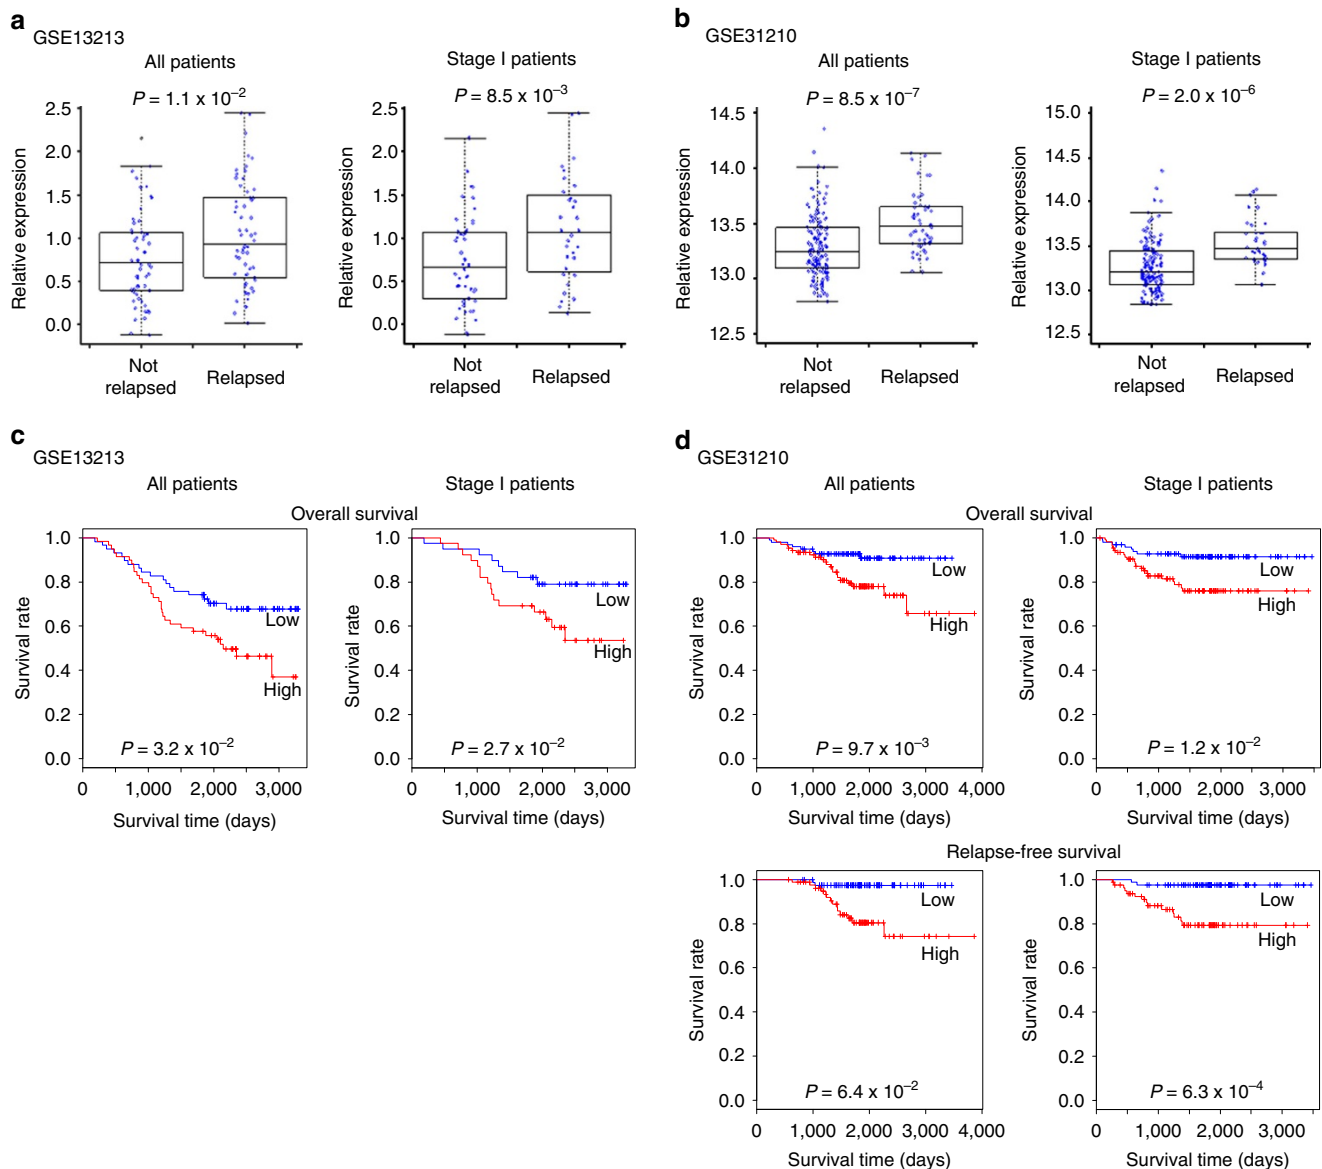 a
GSE13213
All patients
P = 1.1 x 10⁻²
Relative expression
2.5
2.0
1.5
1.0
0.5
0.0
Not
relapsed
Relapsed
Stage I patients
P = 8.5 x 10⁻³
Relative expression
2.5
2.0
1.5
1.0
0.5
0.0
Not
relapsed
Relapsed
b
GSE31210
All patients
P = 8.5 x 10⁻⁷
Relative expression
14.5
14.0
13.5
13.0
12.5
Not
relapsed
Relapsed
Stage I patients
P = 2.0 x 10⁻⁶
Relative expression
15.0
14.5
14.0
13.5
13.0
12.5
Not
relapsed
Relapsed
c
GSE13213
All patients
Stage I patients
Overall survival
Survival rate
1.0
0.8
0.6
0.4
0.2
0.0
Low
High
P = 3.2 x 10⁻²
0 1,000 2,000 3,000
Survival time (days)
Survival rate
1.0
0.8
0.6
0.4
0.2
0.0
Low
High
P = 2.7 x 10⁻²
0 1,000 2,000 3,000
Survival time (days)
d
GSE31210
All patients
Stage I patients
Overall survival
Survival rate
1.0
0.8
0.6
0.4
0.2
0.0
Low
High
P = 9.7 x 10⁻³
0 1,000 2,000 3,000 4,000
Survival time (days)
Survival rate
1.0
0.8
0.6
0.4
0.2
0.0
Low
High
P = 1.2 x 10⁻²
0 1,000 2,000 3,000
Survival time (days)
Relapse-free survival
Survival rate
1.0
0.8
0.6
0.4
0.2
0.0
Low
High
P = 6.4 x 10⁻²
0 1,000 2,000 3,000 4,000
Survival time (days)
Survival rate
1.0
0.8
0.6
0.4
0.2
0.0
Low
High
P = 6.3 x 10⁻⁴
0 1,000 2,000 3,000
Survival time (days)